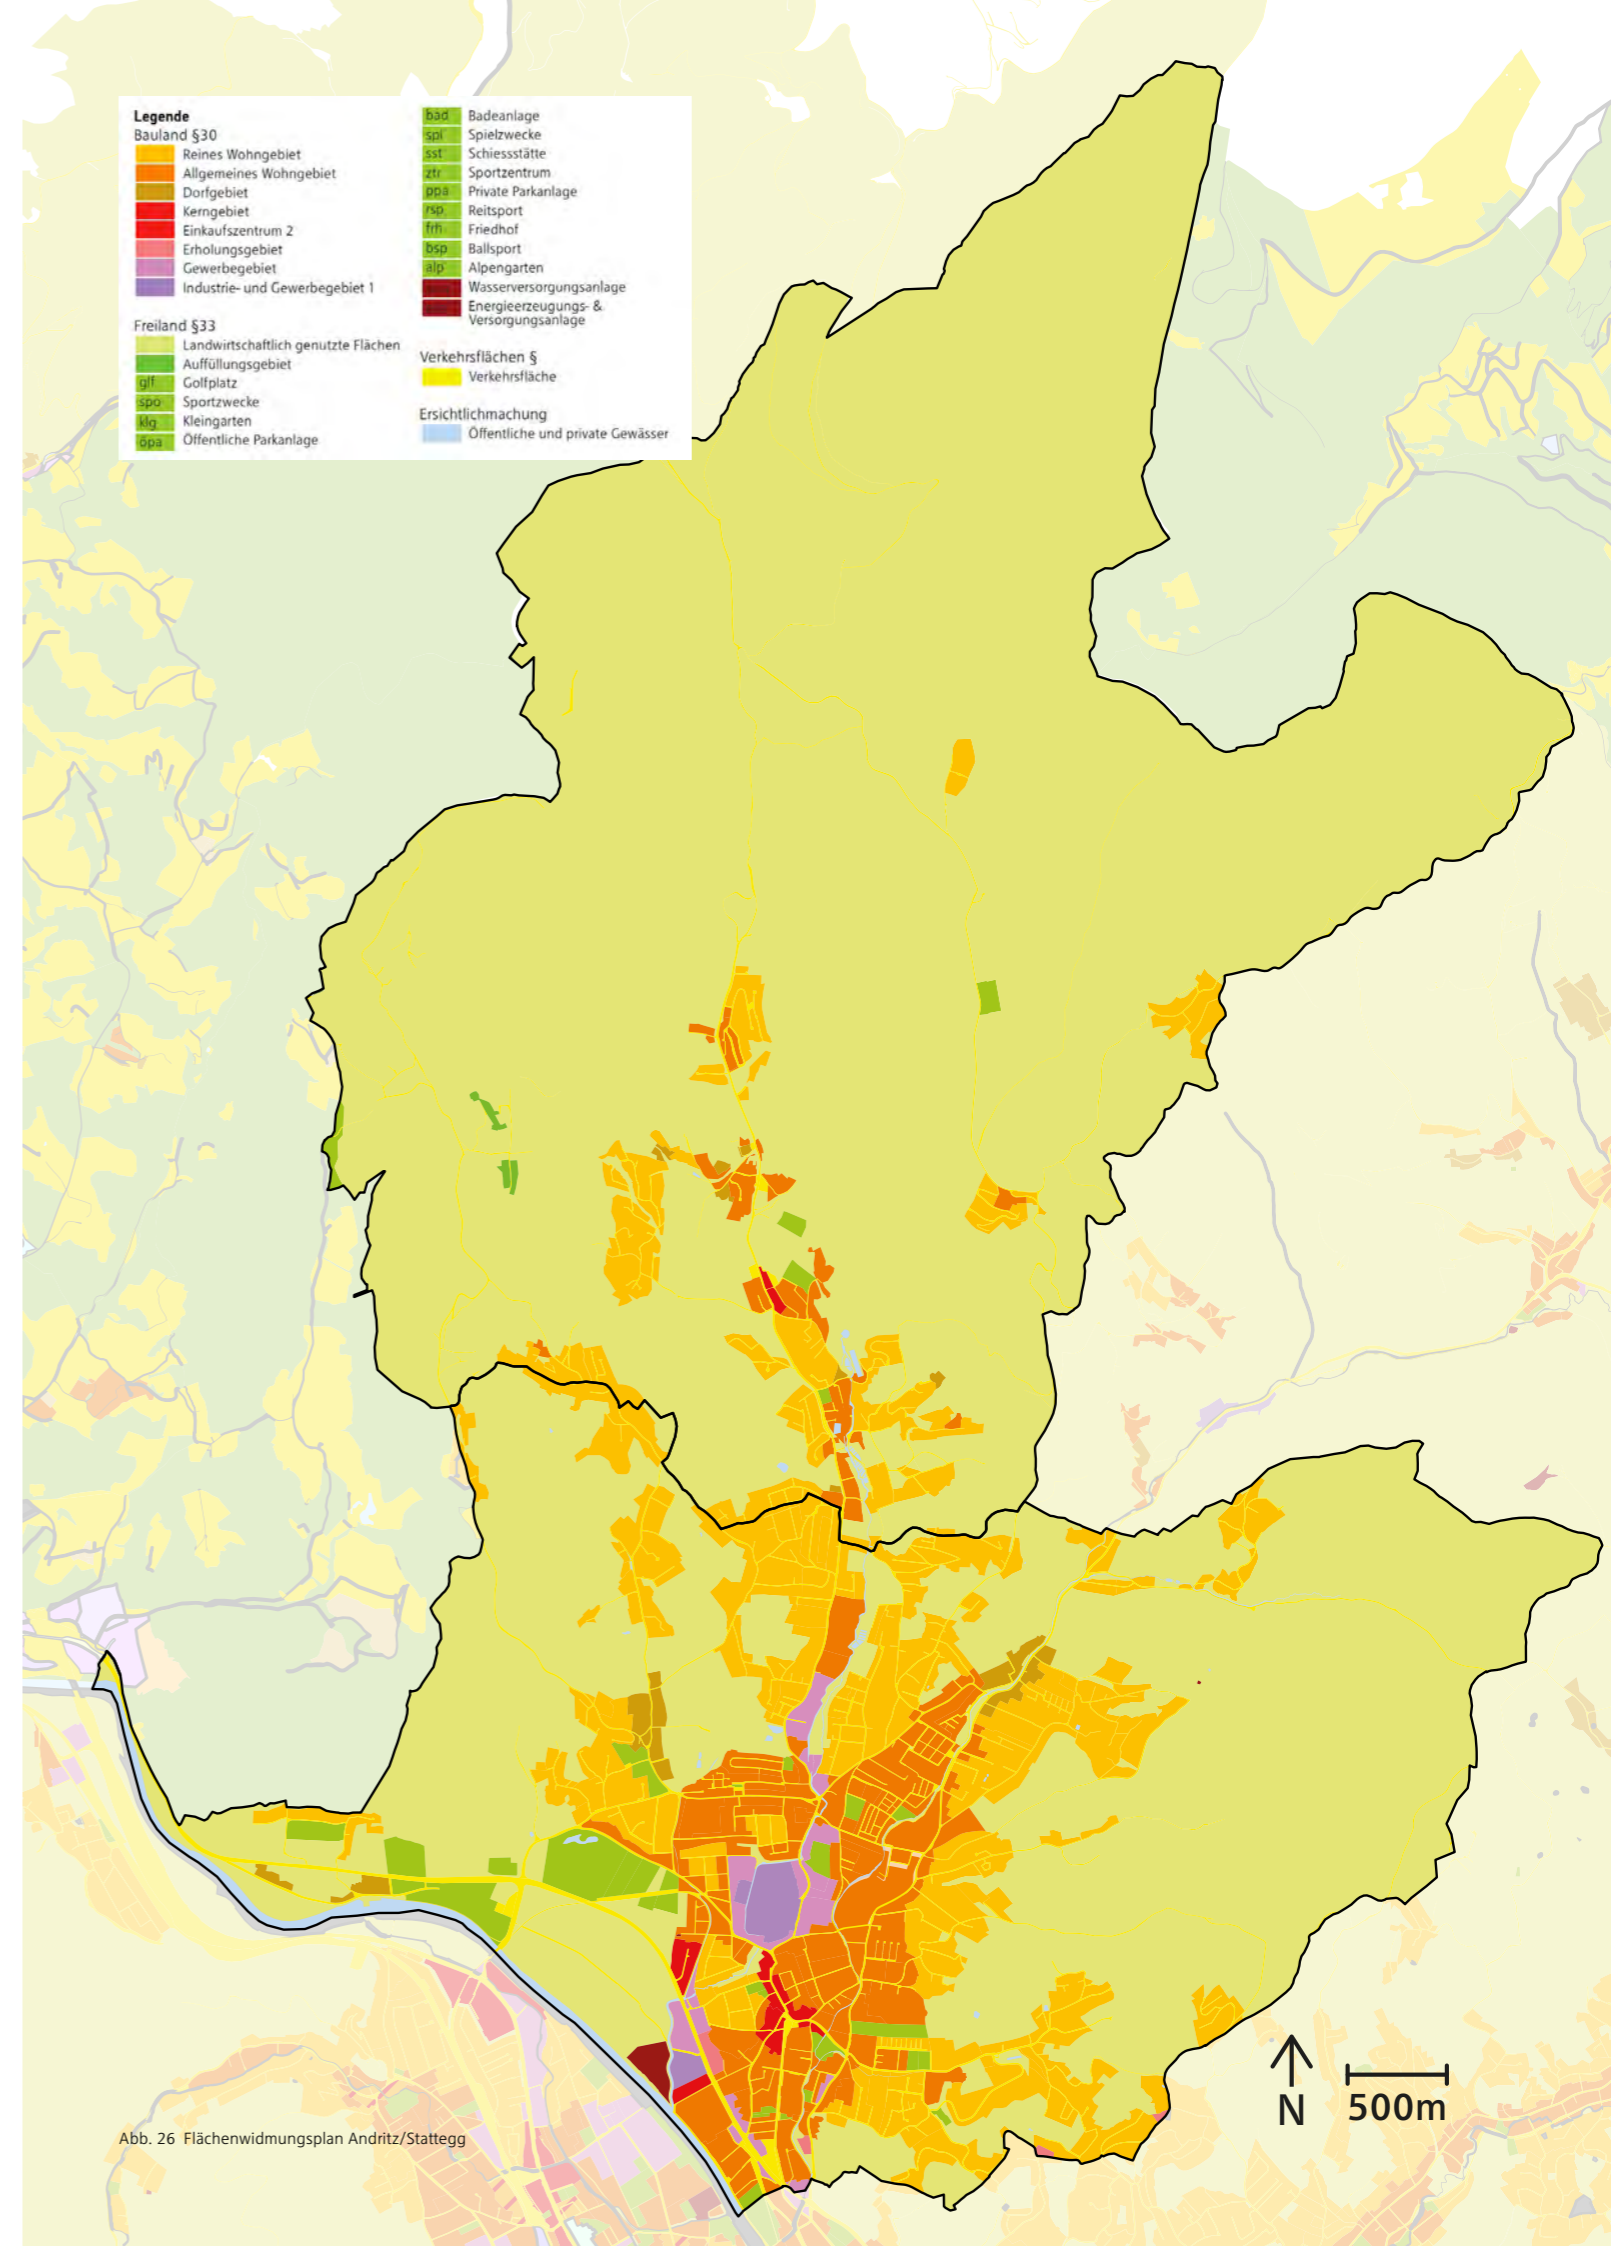 Legende
Bauland §30
Reines Wohngebiet
Allgemeines Wohngebiet
Dorfgebiet
Kerngebiet
Einkaufszentrum 2
Erholungsgebiet
Gewerbegebiet
Industrie- und Gewerbegebiet 1
Freiland §33
Landwirtschaftlich genutzte Flächen
Auffüllungsgebiet
glf Golfplatz
spo Sportzwecke
klg Kleingarten
öpa Öffentliche Parkanlage
bad Badeanlage
spi Spielzwecke
sst Schiessstätte
ztr Sportzentrum
ppa Private Parkanlage
rsp Reitsport
frh Friedhof
bsp Ballsport
alp Alpengarten
Wasserversorgungsanlage
Energieerzeugungs- &
Versorgungsanlage
Verkehrsflächen §
Verkehrsfläche
Ersichtlichmachung
Öffentliche und private Gewässer
N
500m
Abb. 26 Flächenwidmungsplan Andritz/Stattegg